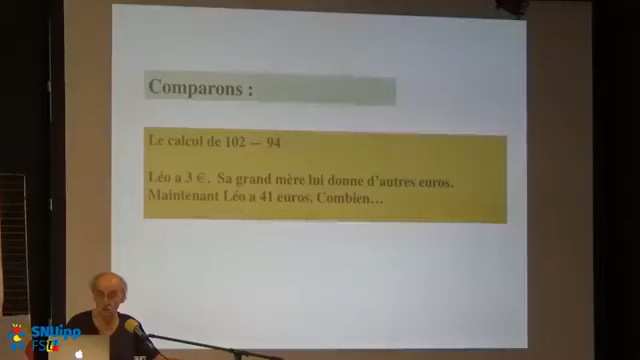 Comparons :
Le calcul de 102 — 94
Léo a 3 €. Sa grand mère lui donne d'autres euros.
Maintenant Léo a 41 euros. Combien...
SNUipp
FSU